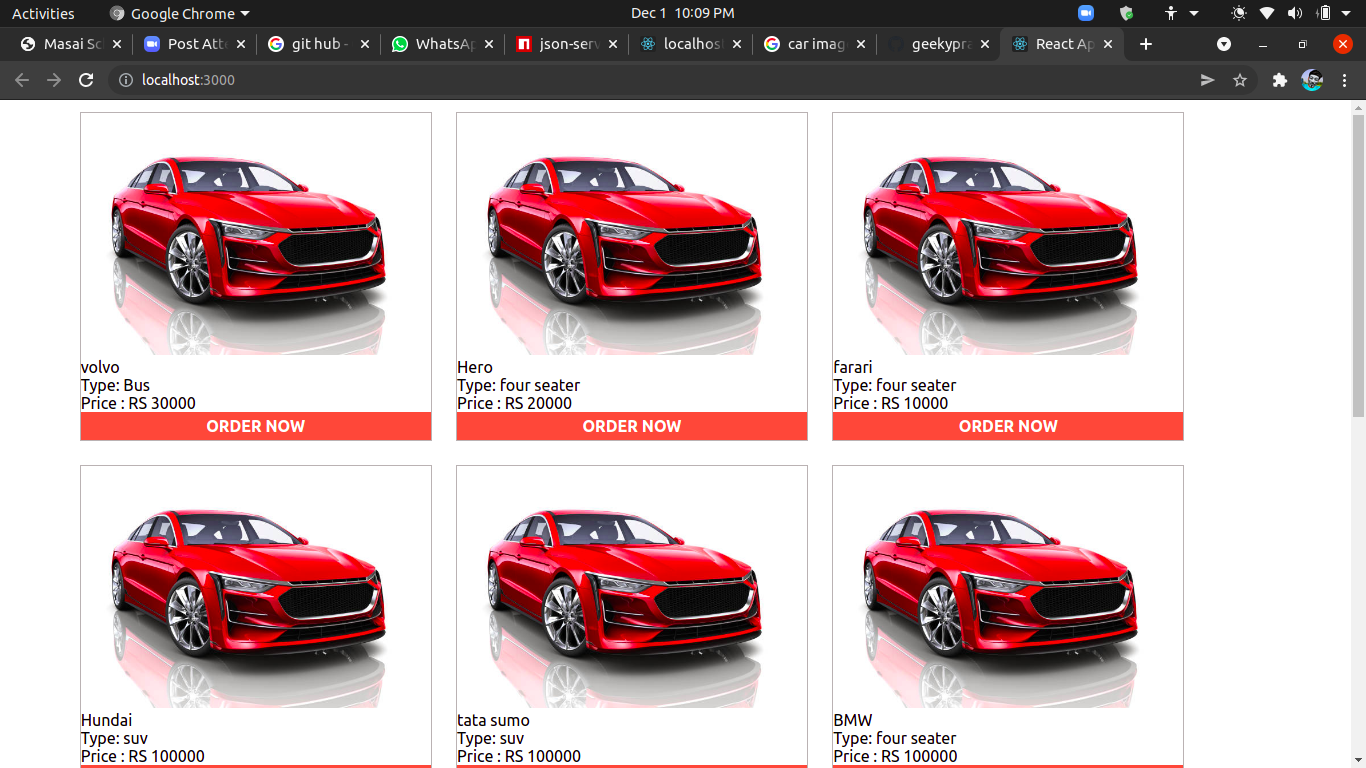 Activities
Google Chrome
Dec 1 10:09 PM
Masai Sc
Post Atte
git hub -
WhatsAp
json-serv
localhos
car imag
geekypra
React Ap
localhost:3000
volvo
Type: Bus
Price : RS 30000
ORDER NOW
Hero
Type: four seater
Price : RS 20000
ORDER NOW
farari
Type: four seater
Price : RS 10000
ORDER NOW
Hundai
Type: suv
Price : RS 100000
tata sumo
Type: suv
Price : RS 100000
BMW
Type: four seater
Price : RS 100000